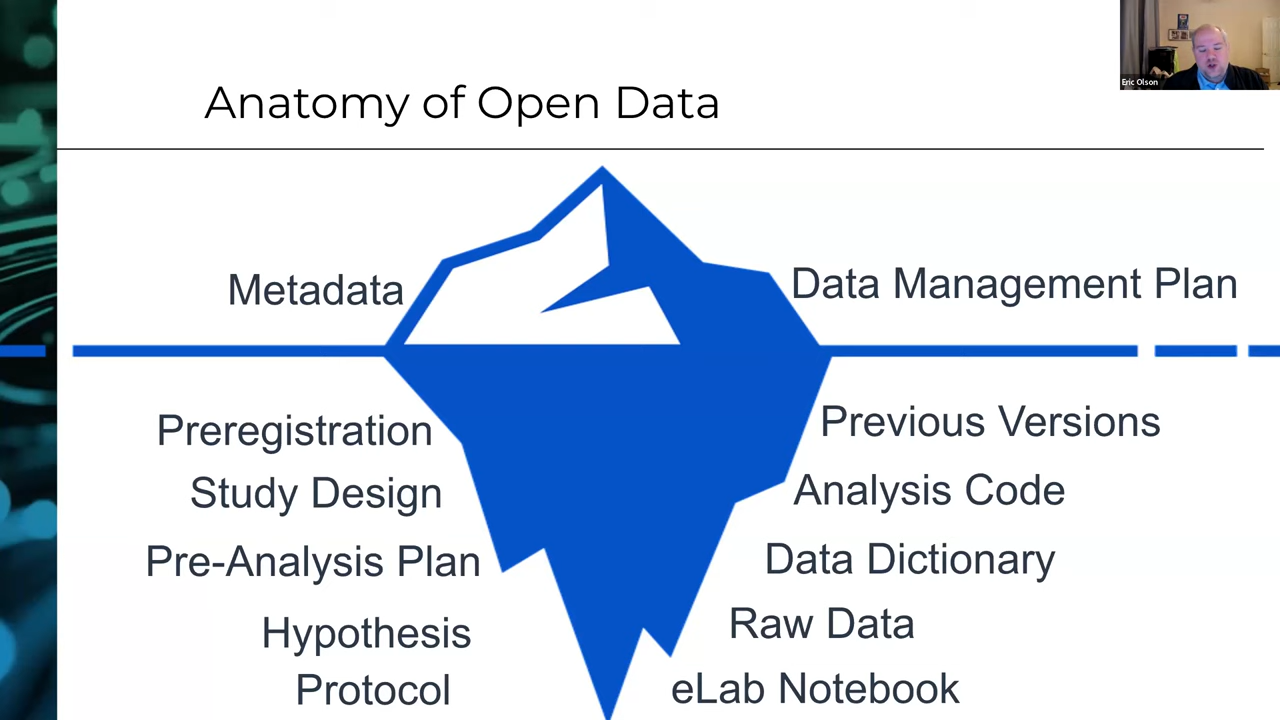 Eric Olson
Anatomy of Open Data
Metadata
Data Management Plan
Preregistration
Previous Versions
Study Design
Analysis Code
Pre-Analysis Plan
Data Dictionary
Hypothesis
Raw Data
Protocol
eLab Notebook